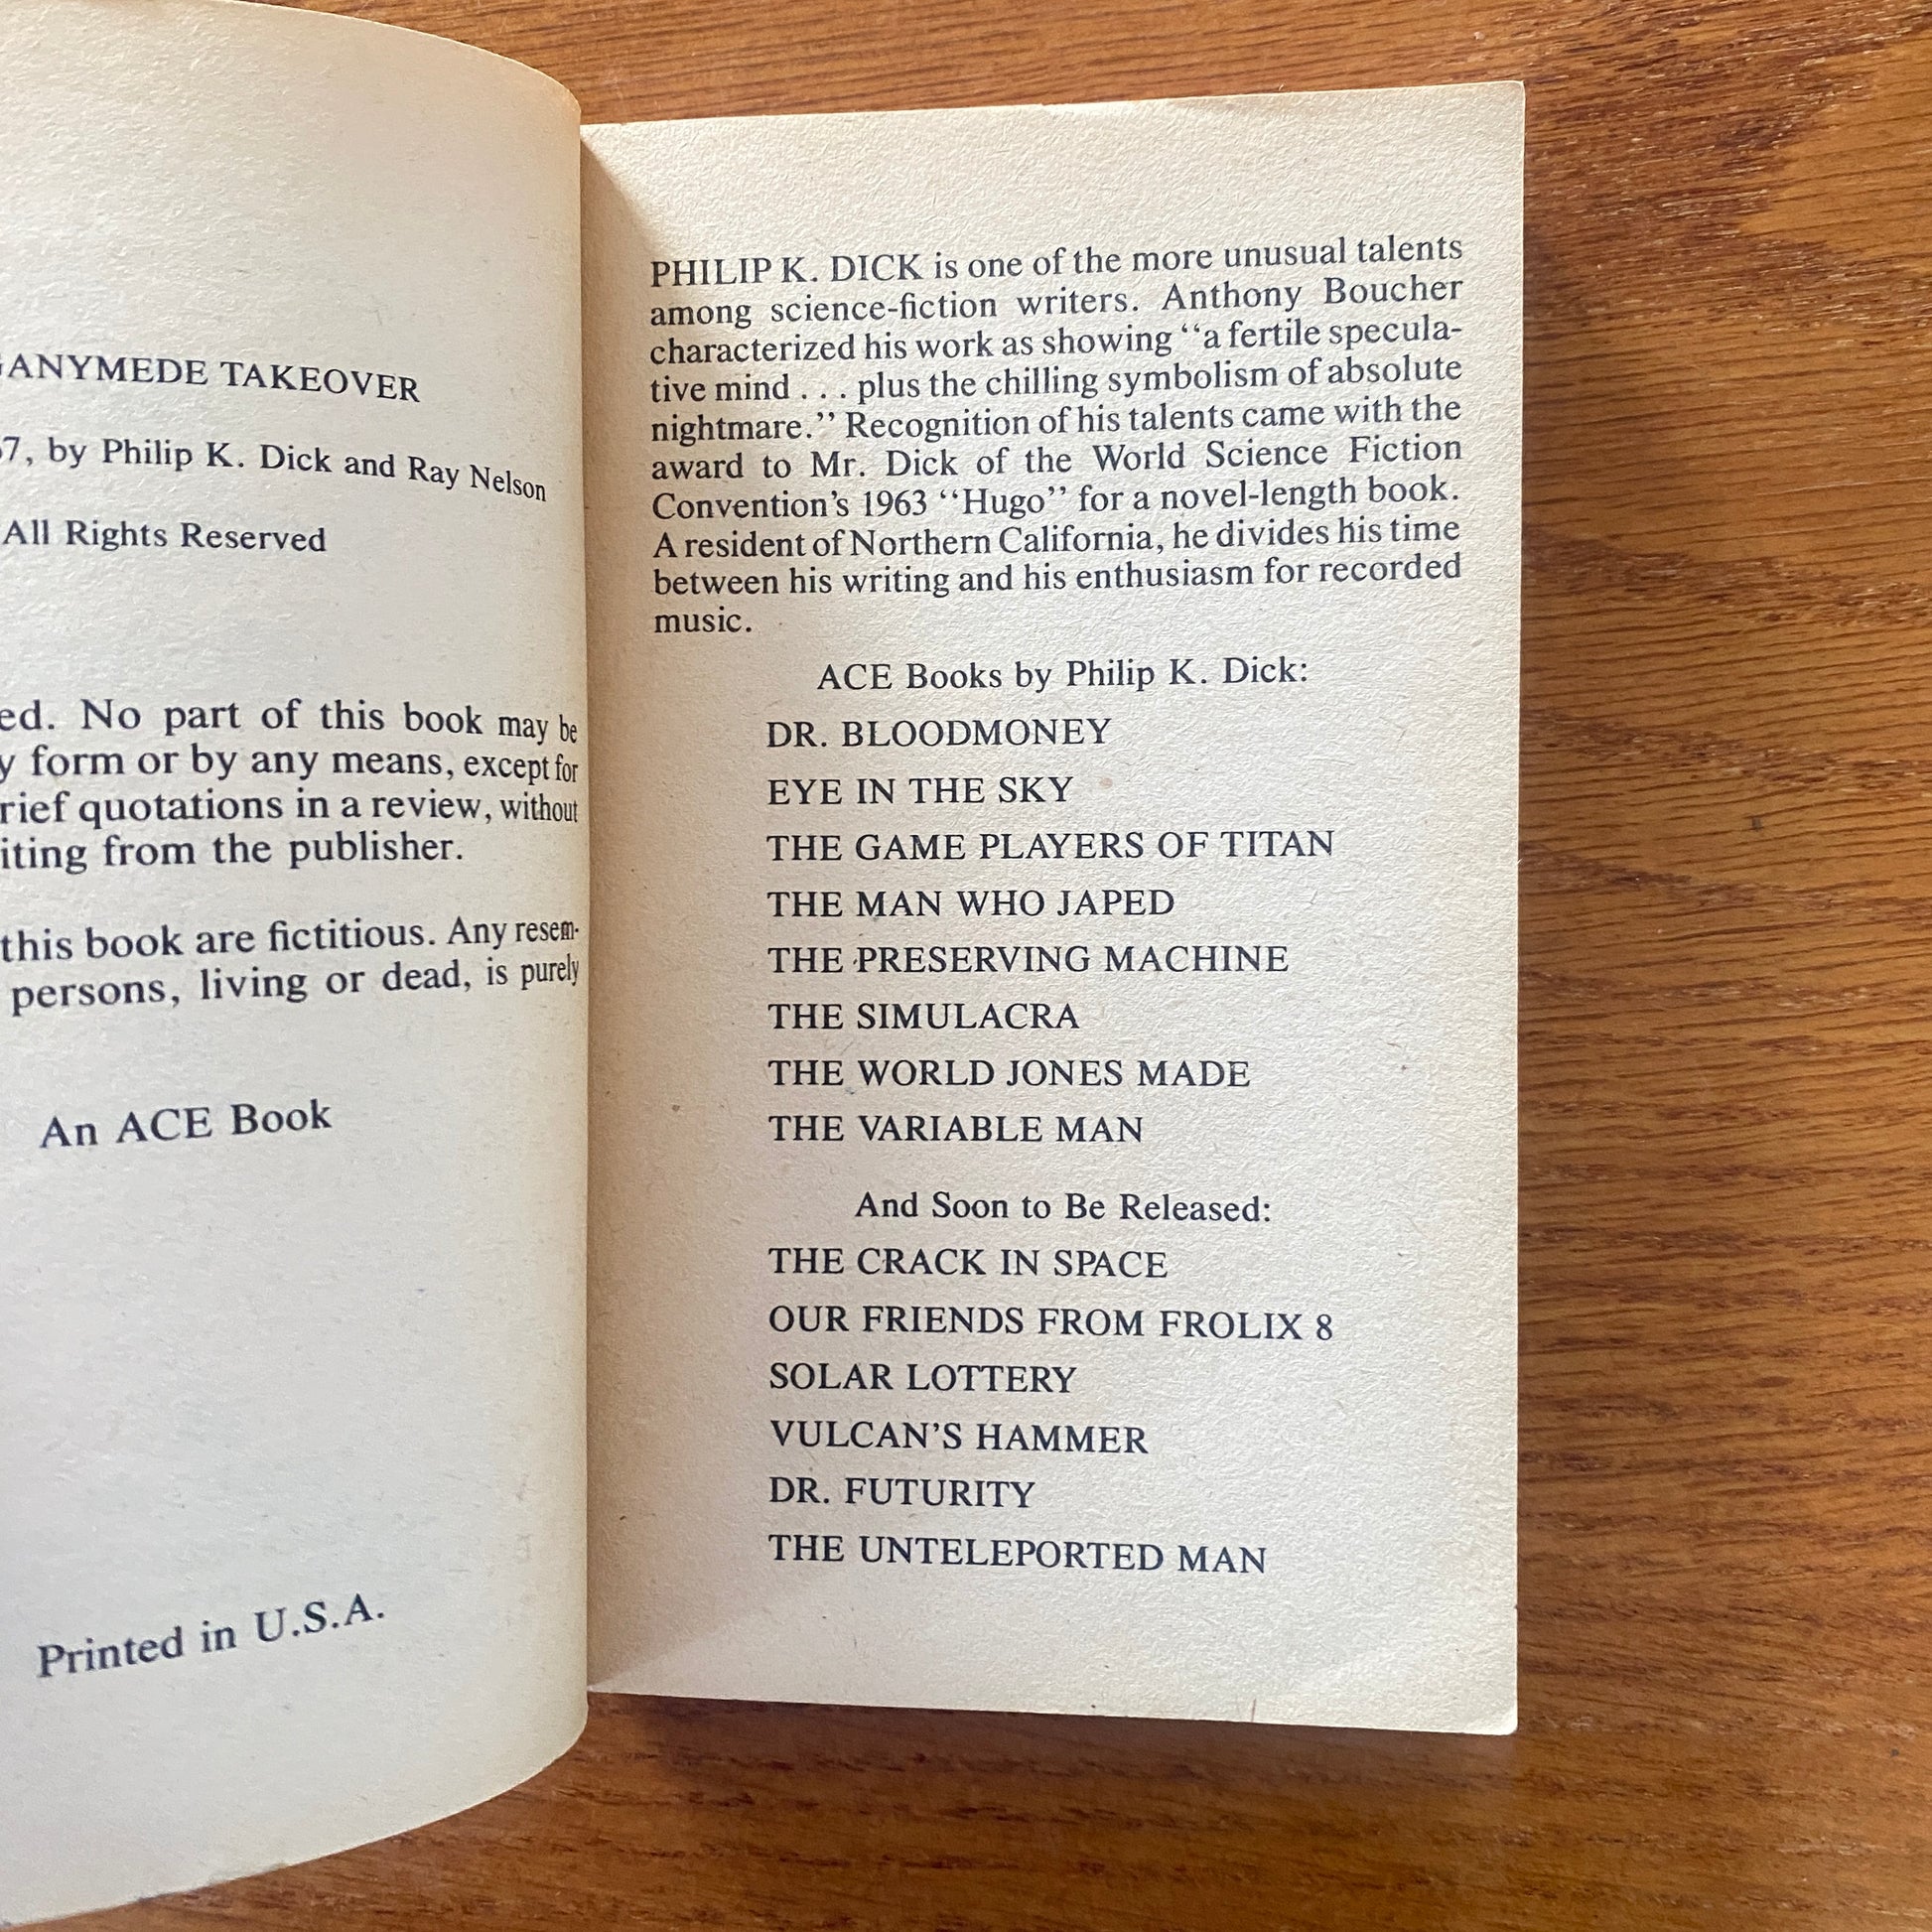 GANYMEDE TAKEOVER
67, by Philip K. Dick and Ray Nelson
All Rights Reserved
ed. No part of this book may be
y form or by any means, except for
rief quotations in a review, without
iting from the publisher.
this book are fictitious. Any resem-
persons, living or dead, is purely
An ACE Book
Printed in U.S.A.
PHILIP K. DICK is one of the more unusual talents
among science-fiction writers. Anthony Boucher
characterized his work as showing ‘‘a fertile specula-
tive mind . . . plus the chilling symbolism of absolute
nightmare.’’ Recognition of his talents came with the
award to Mr. Dick of the World Science Fiction
Convention’s 1963 ‘‘Hugo’’ for a novel-length book.
A resident of Northern California, he divides his time
between his writing and his enthusiasm for recorded
music.
ACE Books by Philip K. Dick:
DR. BLOODMONEY
EYE IN THE SKY
THE GAME PLAYERS OF TITAN
THE MAN WHO JAPED
THE PRESERVING MACHINE
THE SIMULACRA
THE WORLD JONES MADE
THE VARIABLE MAN
And Soon to Be Released:
THE CRACK IN SPACE
OUR FRIENDS FROM FROLIX 8
SOLAR LOTTERY
VULCAN’S HAMMER
DR. FUTURITY
THE UNTELEPORTED MAN